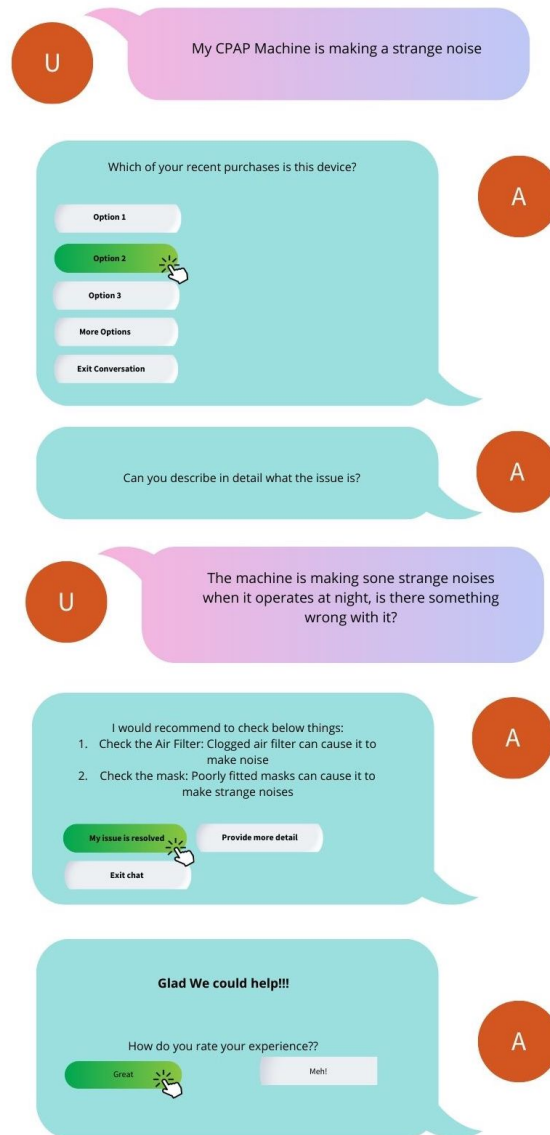 U
My CPAP Machine is making a strange noise
Which of your recent purchases is this device?
A
Option 1
Option 2
Option 3
More Options
Exit Conversation
Can you describe in detail what the issue is?
A
U
The machine is making sone strange noises
when it operates at night, is there something
wrong with it?
I would recommend to check below things:
1. Check the Air Filter: Clogged air filter can cause it to
make noise
2. Check the mask: Poorly fitted masks can cause it to
make strange noises
A
My issue is resolved
Provide more detail
Exit chat
Glad We could help!!!
How do you rate your experience??
A
Great
Meh!